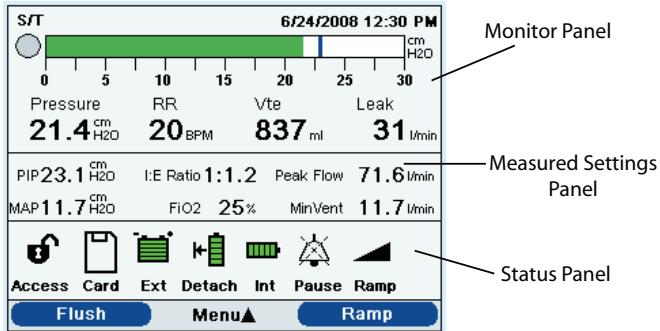 S/T 6/24/2008 12:30 PM
cm
H2O
0 5 10 15 20 25 30
Pressure RR Vte Leak
21.4 cm H2O 20 BPM 837 ml 31 l/min
PIP 23.1 cm H2O I:E Ratio 1:1.2 Peak Flow 71.6 l/min
MAP 11.7 cm H2O FiO2 25% MinVent 11.7 l/min
Access Card Ext Detach Int Pause Ramp
Flush Menu Ramp
Monitor Panel
Measured Settings
Panel
Status Panel